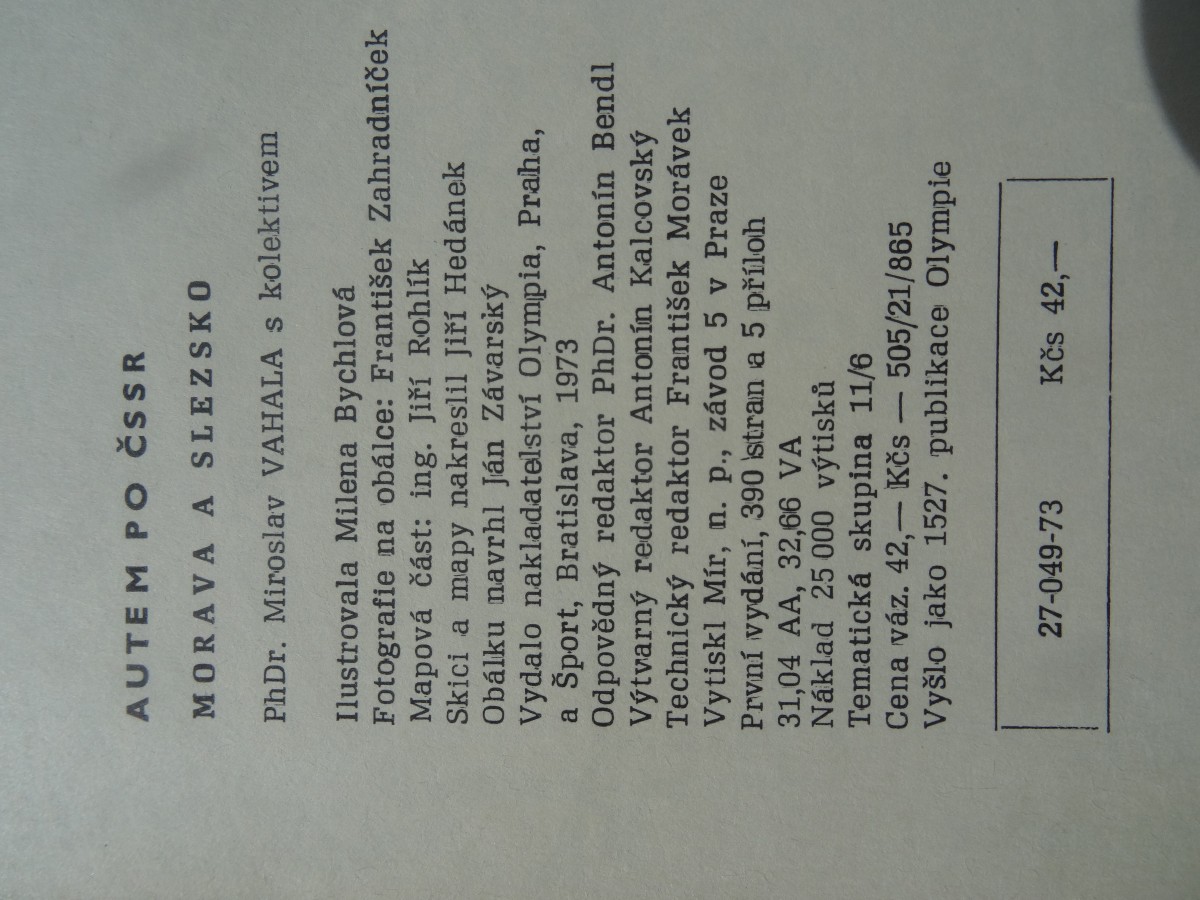 AUTEM PO ČSSR
MORAVA A SLEZSKO
PhDr. Miroslav VAHALA s kolektivem
Ilustrovala Milena Bychlová
Fotografie na obálce: František Zahradníček
Mapová část: ing. Jiří Rohlík
Skici a mapy nakreslil Jiří Hedánek
Obálku navrhl Ján Závarský
Vydalo nakladatelství Olympia, Praha,
a Šport, Bratislava, 1973
Odpovědný redaktor PhDr. Antonín Bendl
Výtvarný redaktor Antonín Kalcovský
Technický redaktor František Morávek
Vytiskl Mír, n. p., závod 5 v Praze
První vydání, 390 stran a 5 příloh
31,04 AA, 32,66 VA
Náklad 25 000 výtisků
Tematická skupina 11/6
Cena váz. 42,— Kčs — 505/21/865
Vyšlo jako 1527. publikace Olympie
27-049-73 Kčs 42,—